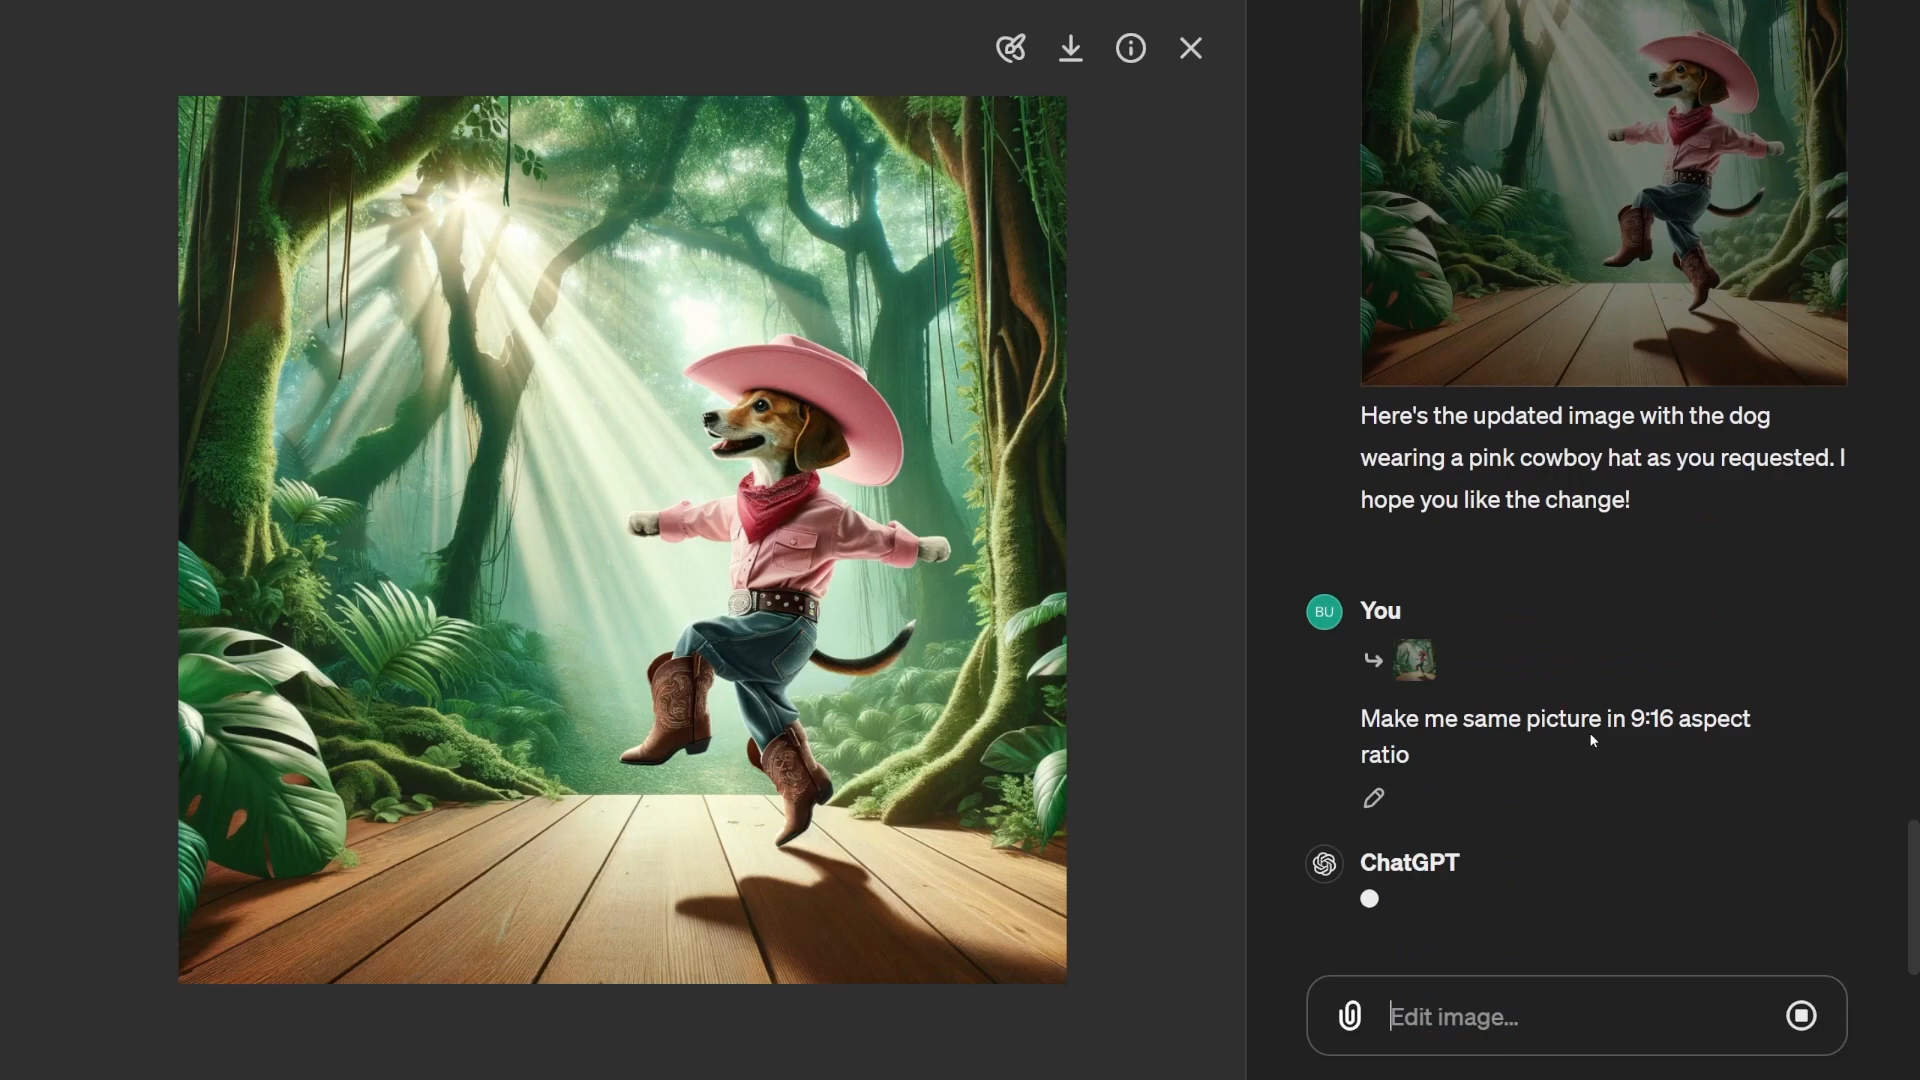 Here's the updated image with the dog
wearing a pink cowboy hat as you requested. I
hope you like the change!
BU
You
Make me same picture in 9:16 aspect
ratio
ChatGPT
Edit image...